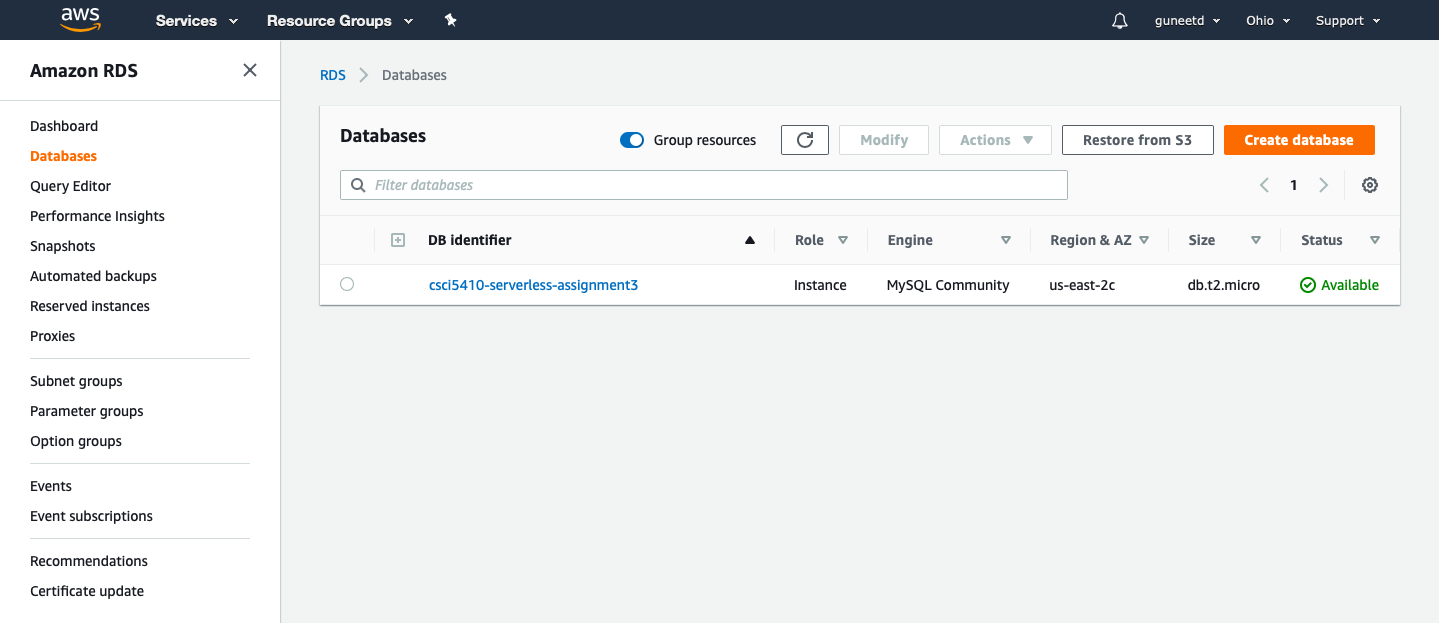 aws Services Resource Groups guneetd Ohio Support
Amazon RDS
Dashboard
Databases
Query Editor
Performance Insights
Snapshots
Automated backups
Reserved instances
Proxies
Subnet groups
Parameter groups
Option groups
Events
Event subscriptions
Recommendations
Certificate update
RDS Databases
Databases Group resources Modify Actions Restore from S3 Create database
Filter databases 1
DB identifier Role Engine Region & AZ Size Status
csci5410-serverless-assignment3 Instance MySQL Community us-east-2c db.t2.micro Available